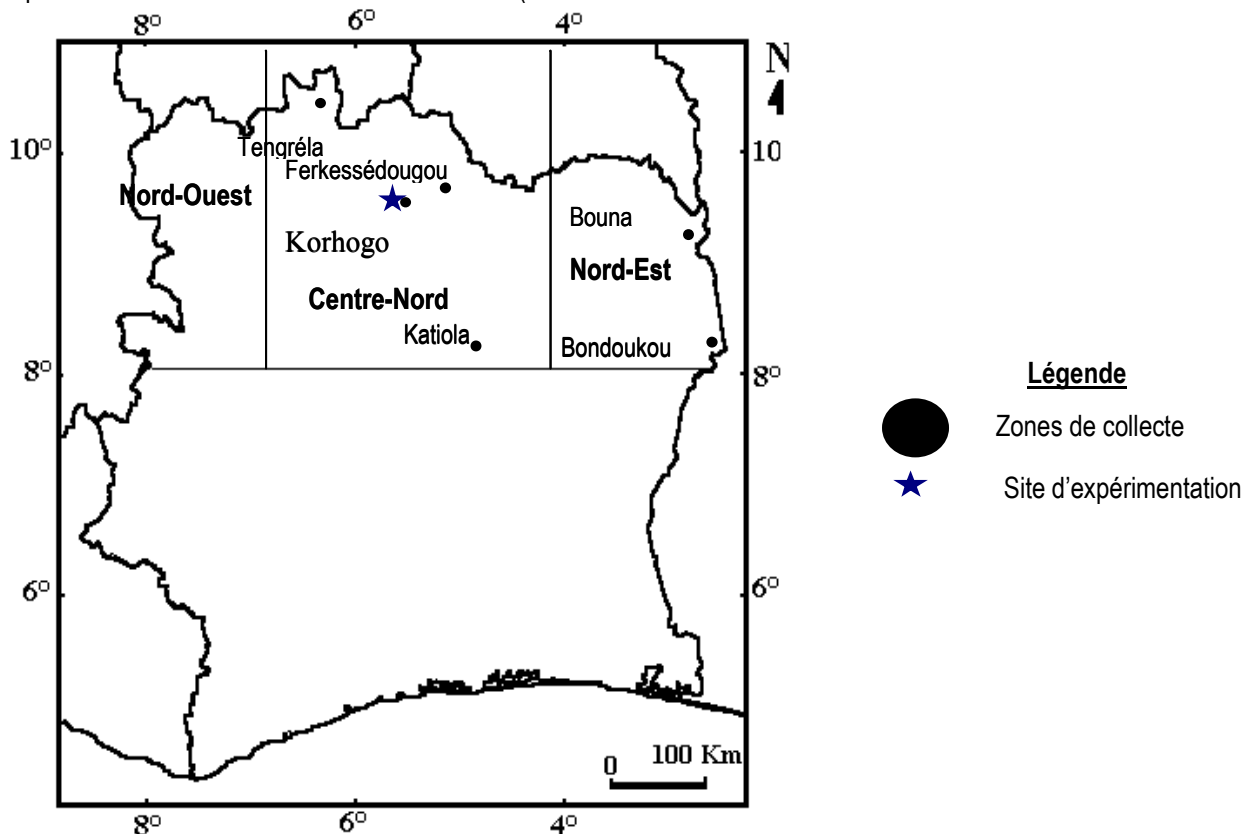 8° 6° 4°
N
10° 10
Tengréla
Ferkessédougou
Nord-Ouest
Bouna
Korhogo
Nord-Est
Centre-Nord
Katiola
Bondoukou
8° 8°
Légende
Zones de collecte
Site d'expérimentation
6° 6°
100 Km
0
8° 6° 4°